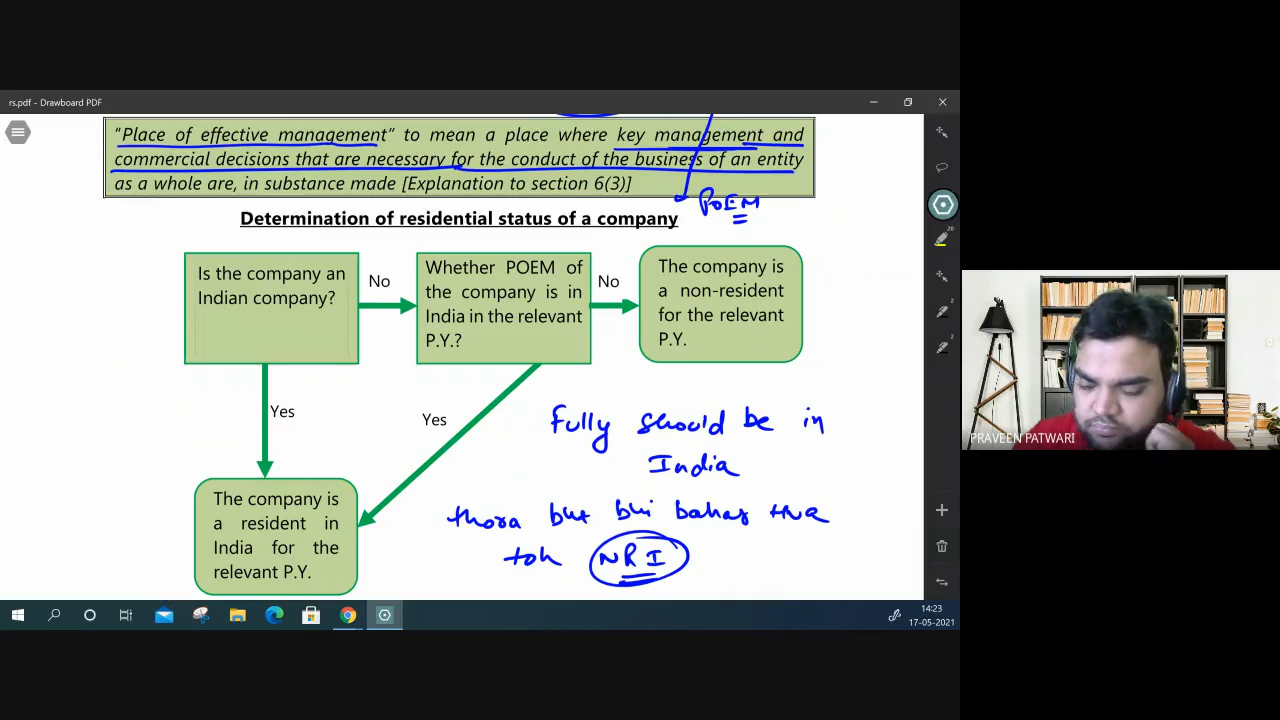 rs.pdf - Drawboard PDF
"Place of effective management" to mean a place where key management and
commercial decisions that are necessary for the conduct of the business of an entity
as a whole are, in substance made [Explanation to section 6(3)]
POEM
Determination of residential status of a company
Is the company an
Indian company?
No
Whether POEM of
the company is in
India in the relevant
P.Y.?
No
The company is
a non-resident
for the relevant
P.Y.
Yes
Yes
The company is
a resident in
India for the
relevant P.Y.
Fully should be in
India
thora but bhi bahar hua
toh NRI
20
2
2
PRAVEEN PATWARI
14:23
17-05-2021